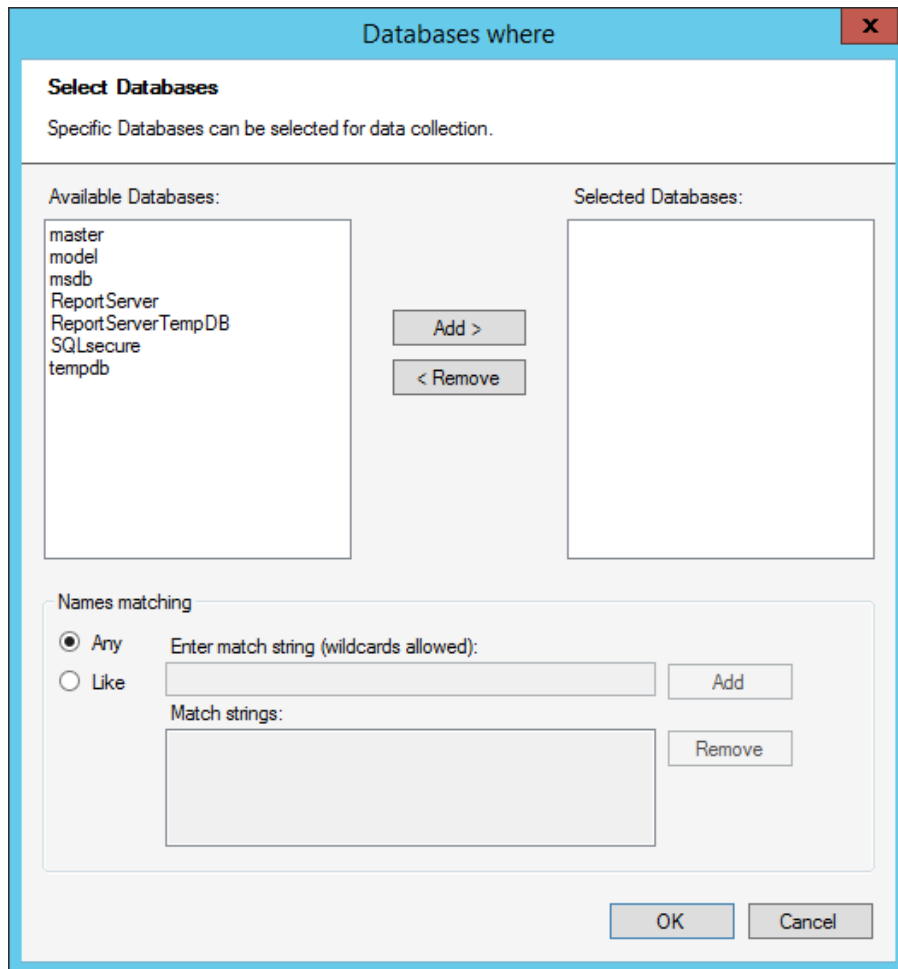 Databases where
x
Select Databases
Specific Databases can be selected for data collection.
Available Databases:
master
model
msdb
ReportServer
ReportServerTempDB
SQLsecure
tempdb
Add >
< Remove
Selected Databases:
Names matching
Any
Like
Enter match string (wildcards allowed):
Add
Match strings:
Remove
OK
Cancel